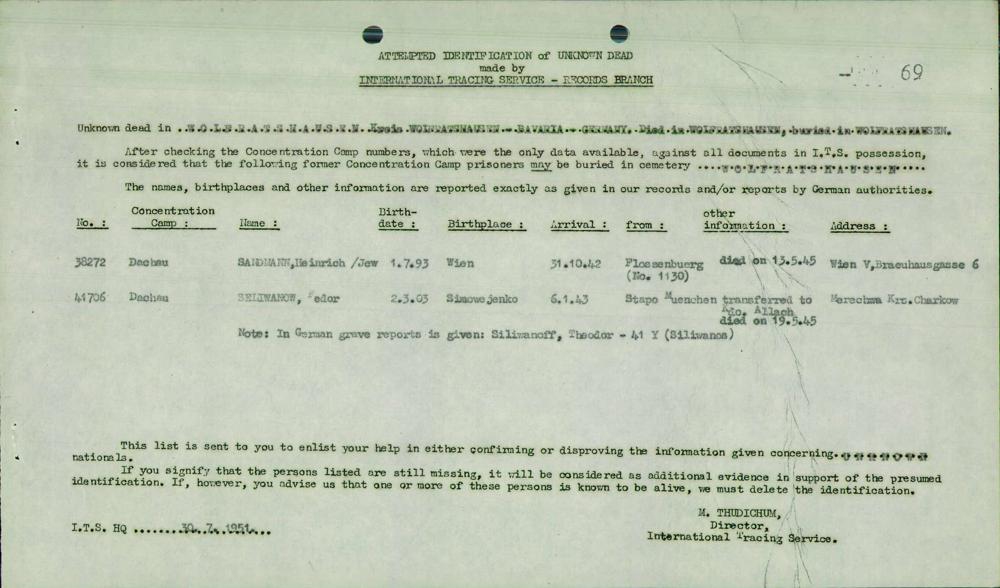 ATTEMPTED IDENTIFICATION of UNKNOWN DEAD
made by
INTERNATIONAL TRACING SERVICE - RECORDS BRANCH
69
Unknown dead in ..W.O.L.F.R.A.T.S.H.A.U.S.E.N. Kreis WOLFRATSHAUSEN - BAVARIA - GERMANY. Died in WOLFRATSHAUSEN, buried in WOLFRATSHAUSEN.
After checking the Concentration Camp numbers, which were the only data available, against all documents in I.T.S. possession,
it is considered that the following former Concentration Camp prisoners may be buried in cemetery ....W.O.L.F.R.A.T.S.H.A.U.S.E.N.....
The names, birthplaces and other information are reported exactly as given in our records and/or reports by German authorities.
No. : Concentration Camp : Name : Birth-date : Birthplace : Arrival : from : other information : Address :
38272 Dachau SANDMANN,Heinrich /Jew 1.7.93 Wien 31.10.42 Flossenbuerg died on 13.5.45 Wien V,Braeuhausgasse 6
(No. 1130)
41706 Dachau SELIWANOW, Fedor 2.3.03 Simowejenko 6.1.43 Stapo Muenchen transferred to Merechwa Krs.Charkow
Kdo. Allach
died on 19.5.45
Note: In German grave reports is given: Siliwanoff, Theodor - 41 Y (Siliwanos)
This list is sent to you to enlist your help in either confirming or disproving the information given concerning.
nationals.
If you signify that the persons listed are still missing, it will be considered as additional evidence in support of the presumed
identification. If, however, you advise us that one or more of these persons is known to be alive, we must delete the identification.
M. THUDICHUM,
Director,
International Tracing Service.
I.T.S. HQ ........30..7..1951....